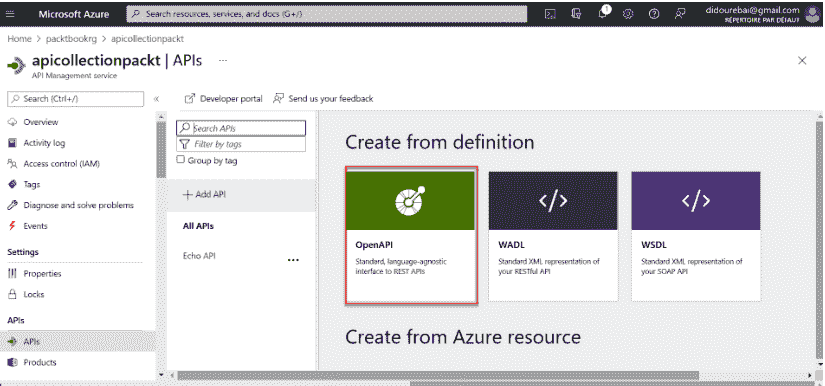 Microsoft Azure
Search resources, services, and docs (G+/)
1
didourebai@gmail.com
RÉPERTOIRE PAR DÉFAUT
Home > packtbookrg > apicollectionpackt
apicollectionpackt | APIs ...
API Management service
Search (Ctrl+/)
«
Overview
Activity log
Access control (IAM)
Tags
Diagnose and solve problems
Events
Settings
Properties
Locks
APIs
APIs
Products
Developer portal
Send us your feedback
Search APIs
Filter by tags
Group by tag
+ Add API
All APIs
Echo API
...
Create from definition
OpenAPI
Standard, language-agnostic
interface to REST APIs
</>
WADL
Standard XML representation of
your RESTful API
</>
WSDL
Standard XML representation of
your SOAP API
Create from Azure resource